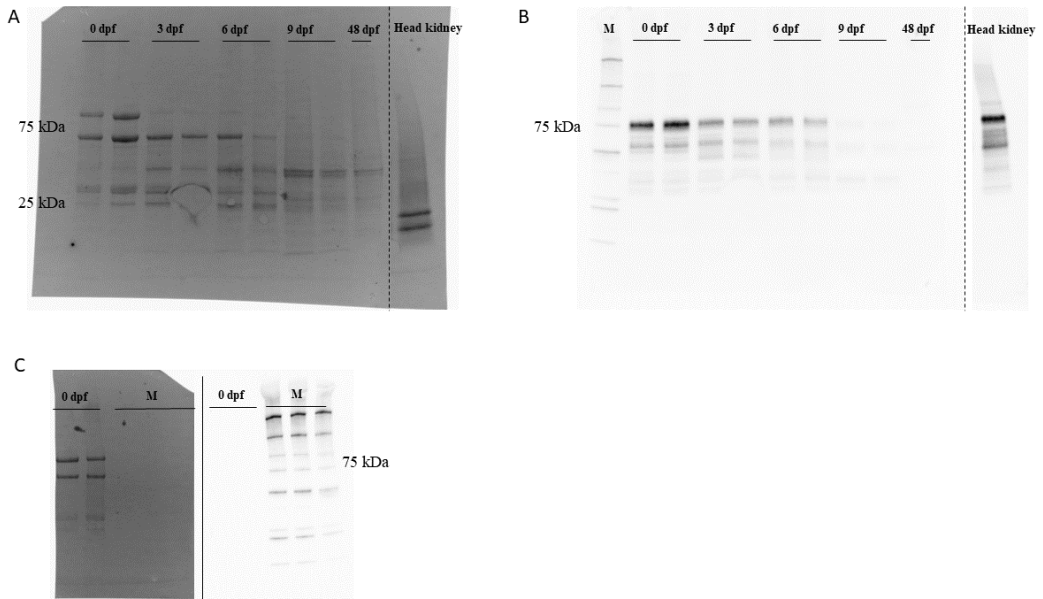 A
0 dpf 3 dpf 6 dpf 9 dpf 48 dpf Head kidney
75 kDa
25 kDa
B
M 0 dpf 3 dpf 6 dpf 9 dpf 48 dpf Head kidney
75 kDa
C
0 dpf M 0 dpf M
75 kDa